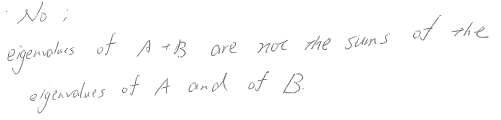 No ;
eigenvalues of A+B are not the sums of the
eigenvalues of A and of B.